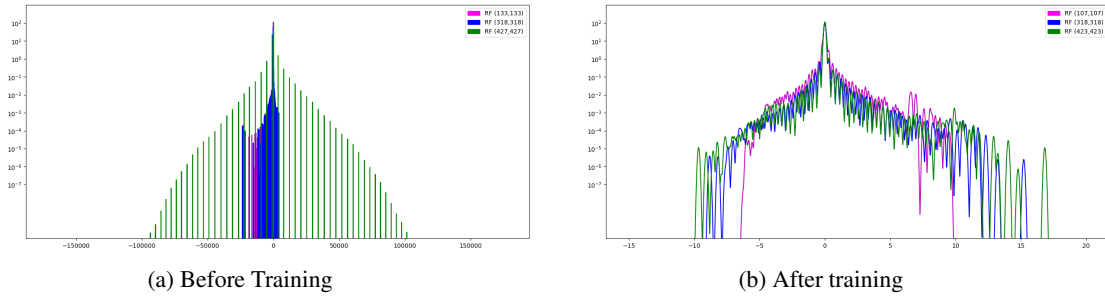 10²
10¹
10⁰
10⁻¹
10⁻²
10⁻³
10⁻⁴
10⁻⁵
10⁻⁶
10⁻⁷
RF (133,133)
RF (318,318)
RF (427,427)
−150000 −100000 −50000 0 50000 100000 150000
(a) Before Training
10²
10¹
10⁰
10⁻¹
10⁻²
10⁻³
10⁻⁴
10⁻⁵
10⁻⁶
10⁻⁷
RF (107,107)
RF (318,318)
RF (423,423)
−15 −10 −5 0 5 10 15 20
(b) After training